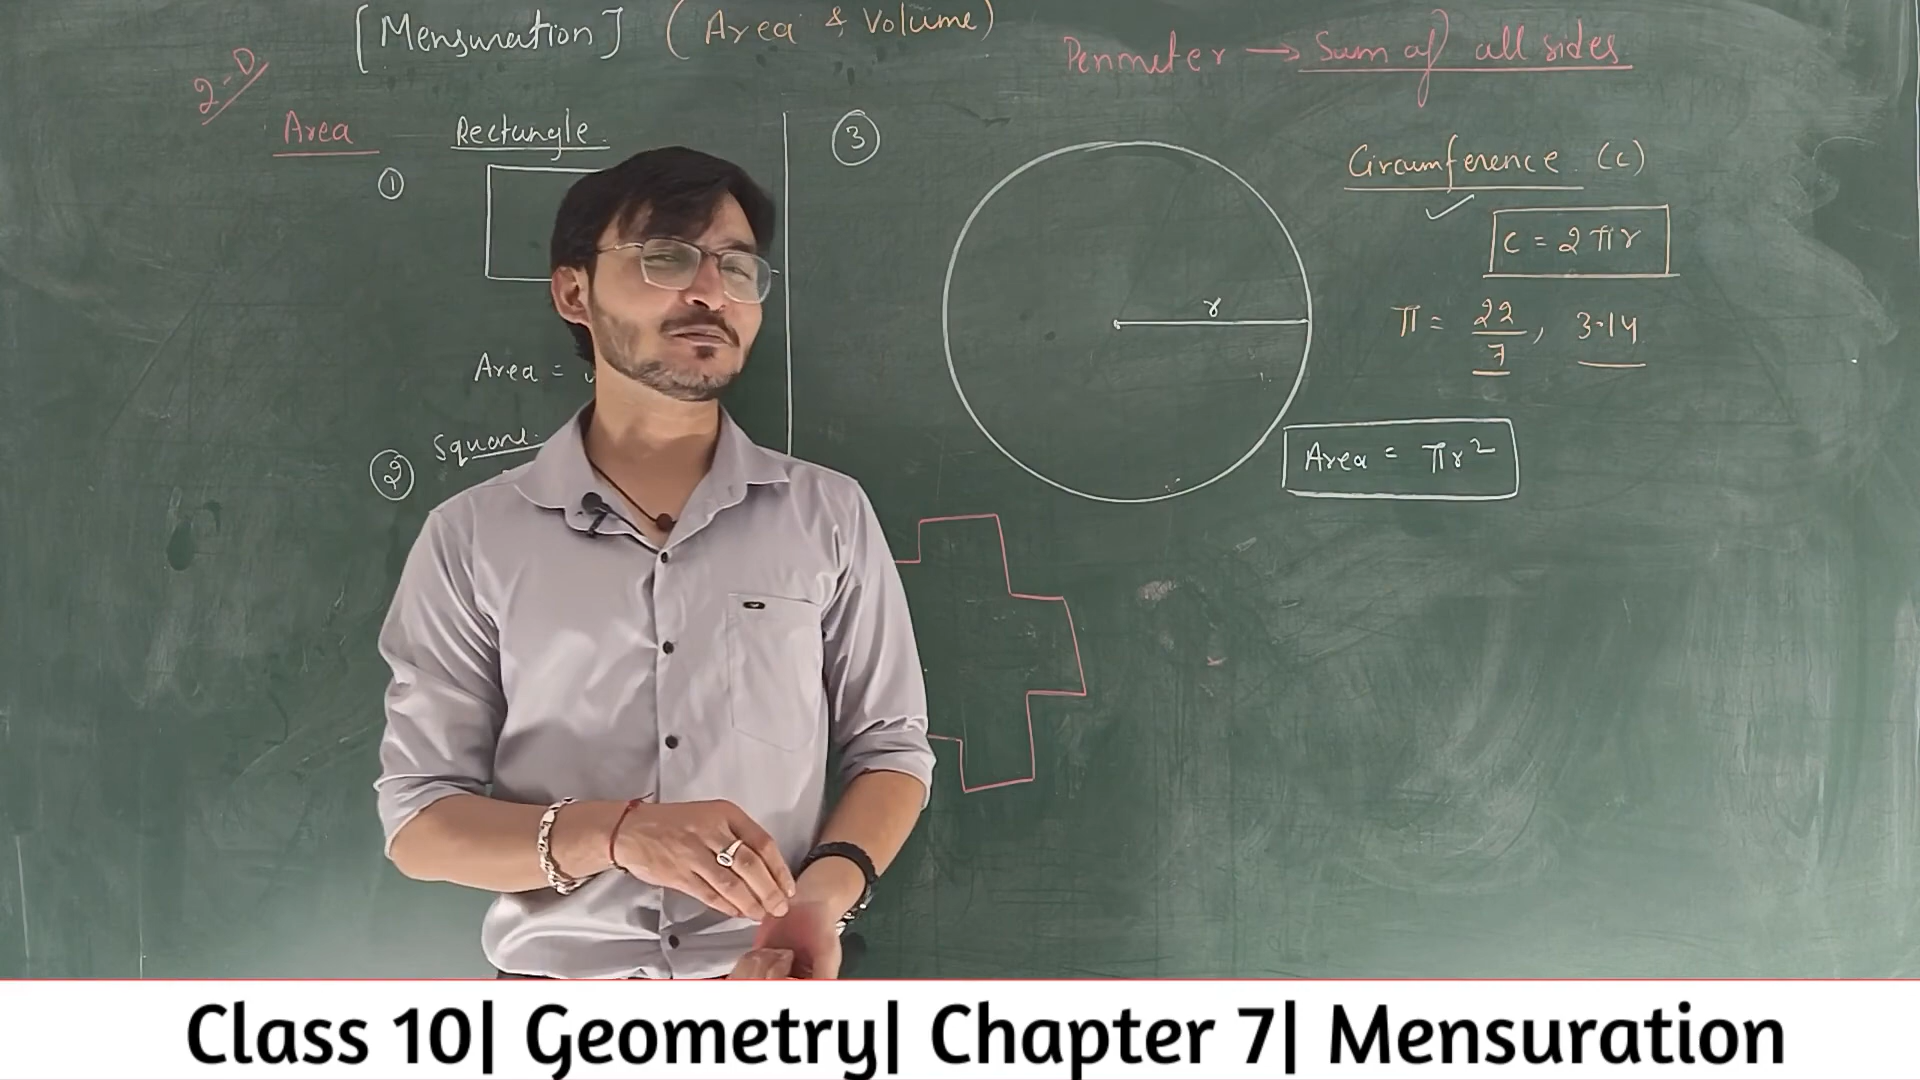 [Mensuration] (Area & Volume)
2-D
Perimeter → Sum of all sides
Area
Rectangle.
①
Area =
②
Square.
③
r
Circumference (c)
✓
c = 2πr
π = 22/7, 3.14
Area = πr²
Class 10| Geometry| Chapter 7| Mensuration